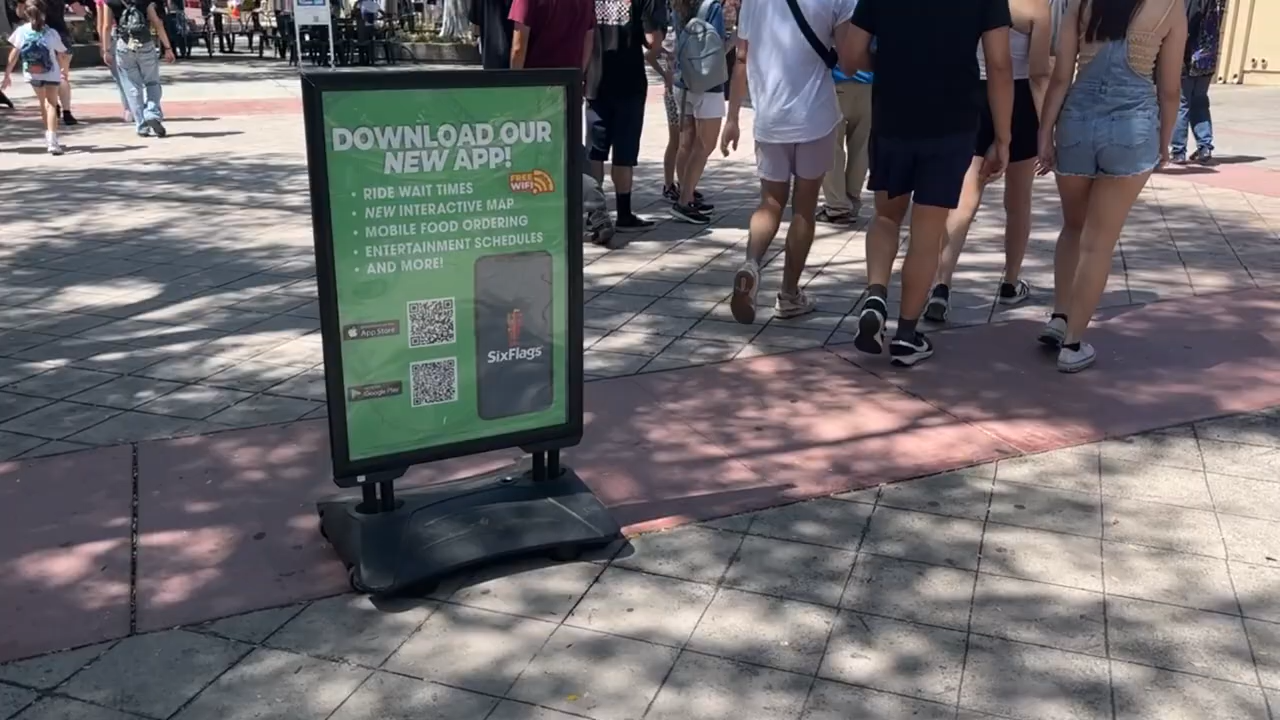 DOWNLOAD OUR
NEW APP!
FREE
WIFI
• RIDE WAIT TIMES
• NEW INTERACTIVE MAP
• MOBILE FOOD ORDERING
• ENTERTAINMENT SCHEDULES
• AND MORE!
App Store
Google Play
SixFlags